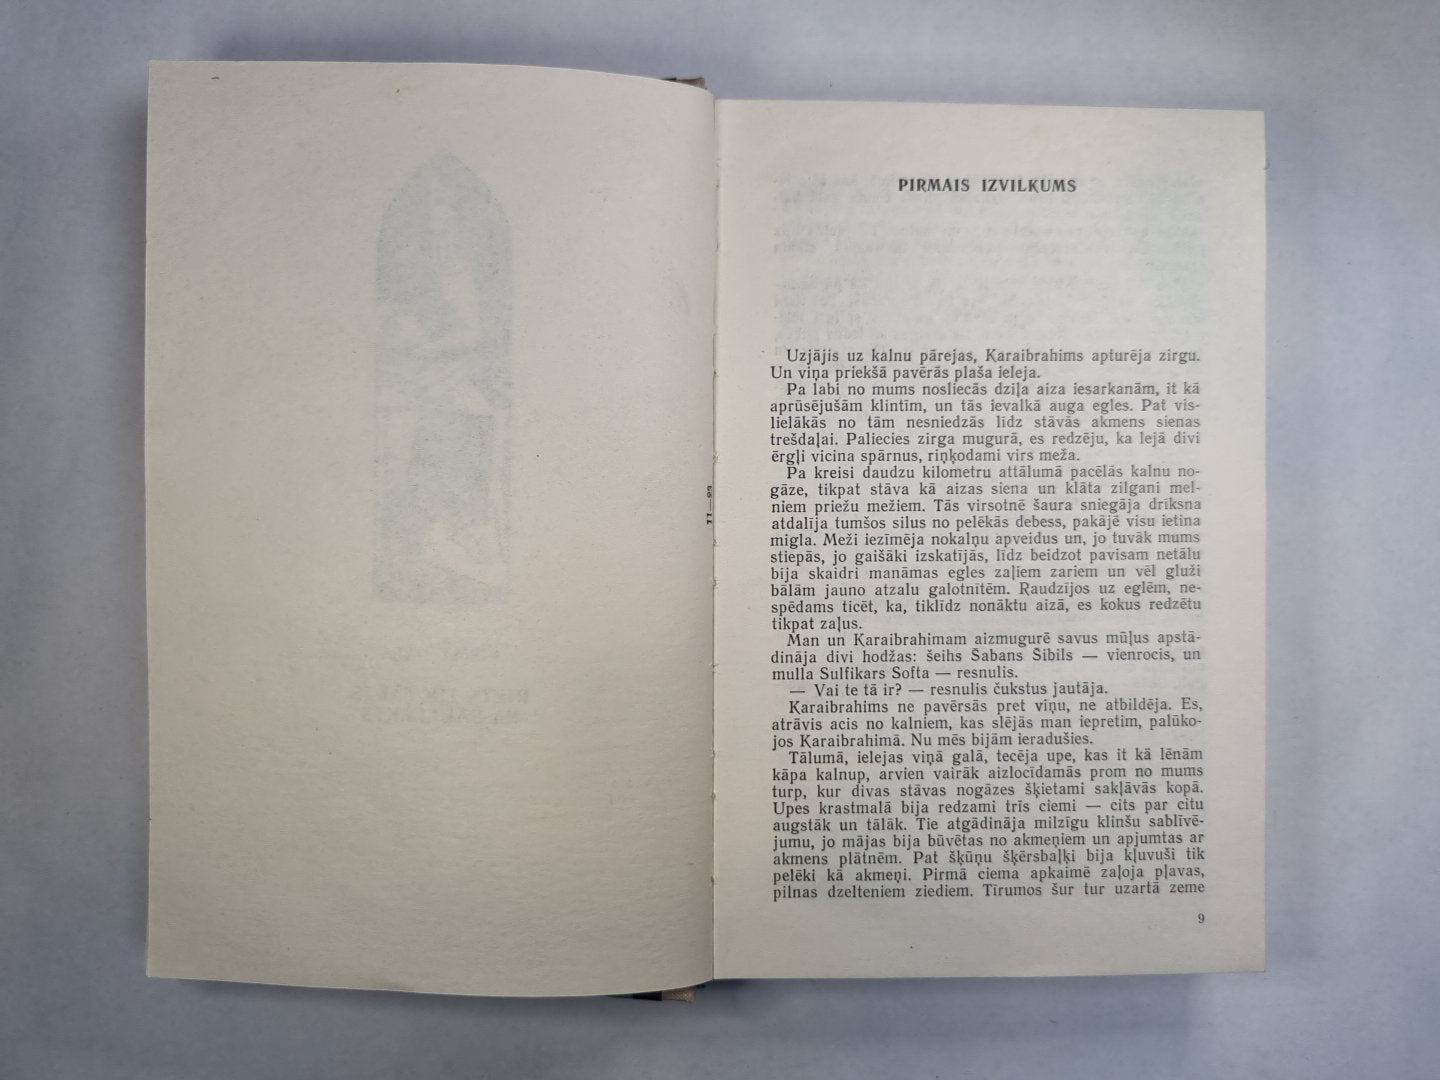 PIRMAIS IZVILKUMS
Uzjājis uz kalnu pārejas, Karaibrahims apturēja zirgu.
Un viņa priekšā pavērās plaša ieleja.
Pa labi no mums nosliecās dziļa aiza iesarkanām, it kā
aprūsējušām klintīm, un tās ievalkā auga egles. Pat vis-
lielākās no tām nesniedzās līdz stāvās akmens sienas
trešdaļai. Paliecies zirga mugurā, es redzēju, ka lejā divi
ērgļi vicina spārnus, riņķodami virs meža.
Pa kreisi daudzu kilometru attālumā pacēlās kalnu no-
gāze, tikpat stāva kā aizas siena un klāta zilgani mel-
niem priežu mežiem. Tās virsotnē šaura sniegāja drīksna
atdalīja tumšos silus no pelēkās debess, pakājē visu ietina
migla. Meži iezīmēja nokalņu apveidus un, jo tuvāk mums
stiepās, jo gaišāki izskatījās, līdz beidzot pavisam netālu
bija skaidri manāmas egles zaļiem zariem un vēl gluži
bālām jauno atzalu galotnītēm. Raudzījos uz eglēm, ne-
spēdams ticēt, ka, tiklīdz nonāktu aizā, es kokus redzētu
tikpat zaļus.
Man un Karaibrahimam aizmugurē savus mūļus apstā-
dināja divi hodžas: šeihs Šabans Šibils — vienrocis, un
mulla Sulfikars Softa — resnulis.
— Vai te tā ir? — resnulis čukstus jautāja.
Karaibrahims ne pavērsās pret viņu, ne atbildēja. Es,
atrāvis acis no kalniem, kas slējās man iepretim, palūko-
jos Karaibrahimā. Nu mēs bijām ieradušies.
Tālumā, ielejas viņā galā, tecēja upe, kas it kā lēnām
kāpa kalnup, arvien vairāk aizlocīdamās prom no mums
turp, kur divas stāvas nogāzes šķietami sakļāvās kopā.
Upes krastmalā bija redzami trīs ciemi — cits par citu
augstāk un tālāk. Tie atgādināja milzīgu klinšu sablīvē-
jumu, jo mājas bija būvētas no akmeņiem un apjumtas ar
akmens plātnēm. Pat šķūņu šķērsbaļķi bija kļuvuši tik
pelēki kā akmeņi. Pirmā ciema apkaimē zaļoja pļavas,
pilnas dzelteniem ziediem. Tīrumos šur tur uzartā zeme
9